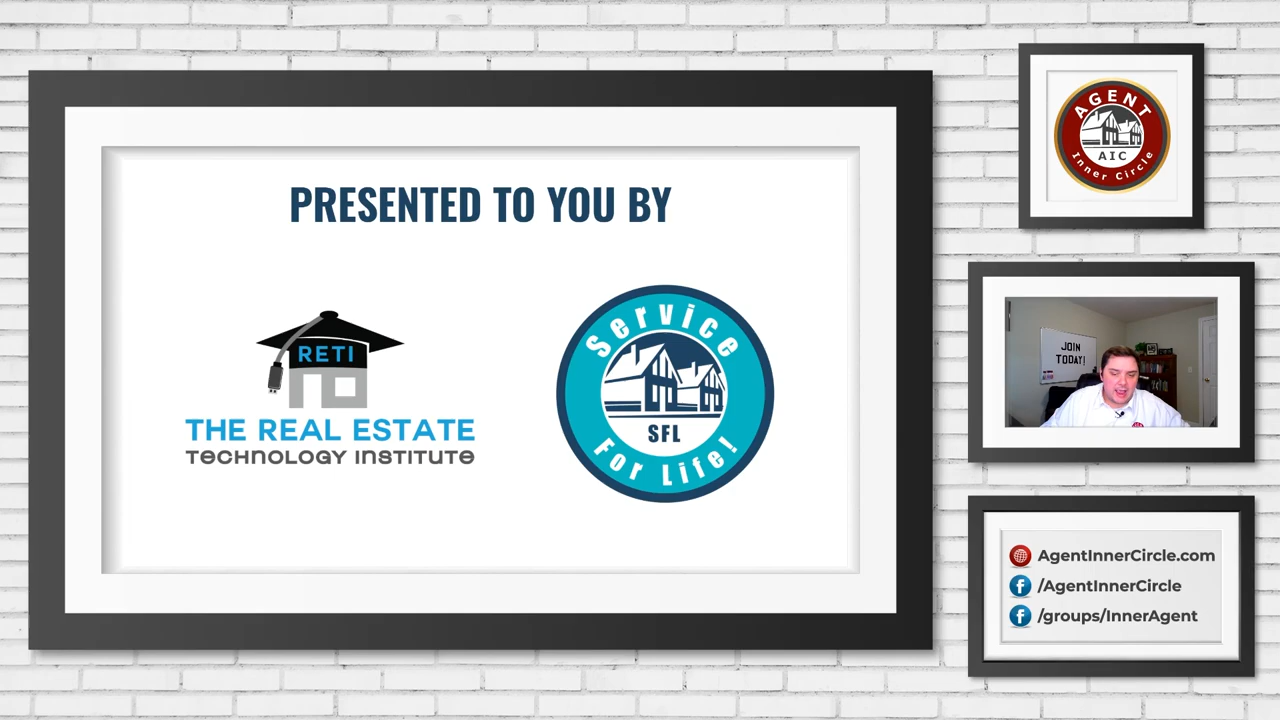 PRESENTED TO YOU BY
RETI
THE REAL ESTATE
TECHNOLOGY INSTITUTE
Service
SFL
For Life!
AGENT
AIC
Inner Circle
JOIN
TODAY!
AgentInnerCircle.com
/AgentInnerCircle
/groups/InnerAgent